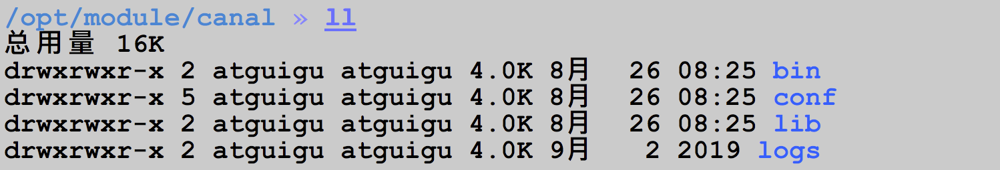 /opt/module/canal » ll
总用量 16K
drwxrwxr-x 2 atguigu atguigu 4.0K 8月  26 08:25 bin
drwxrwxr-x 5 atguigu atguigu 4.0K 8月  26 08:25 conf
drwxrwxr-x 2 atguigu atguigu 4.0K 8月  26 08:25 lib
drwxrwxr-x 2 atguigu atguigu 4.0K 9月   2 2019 logs